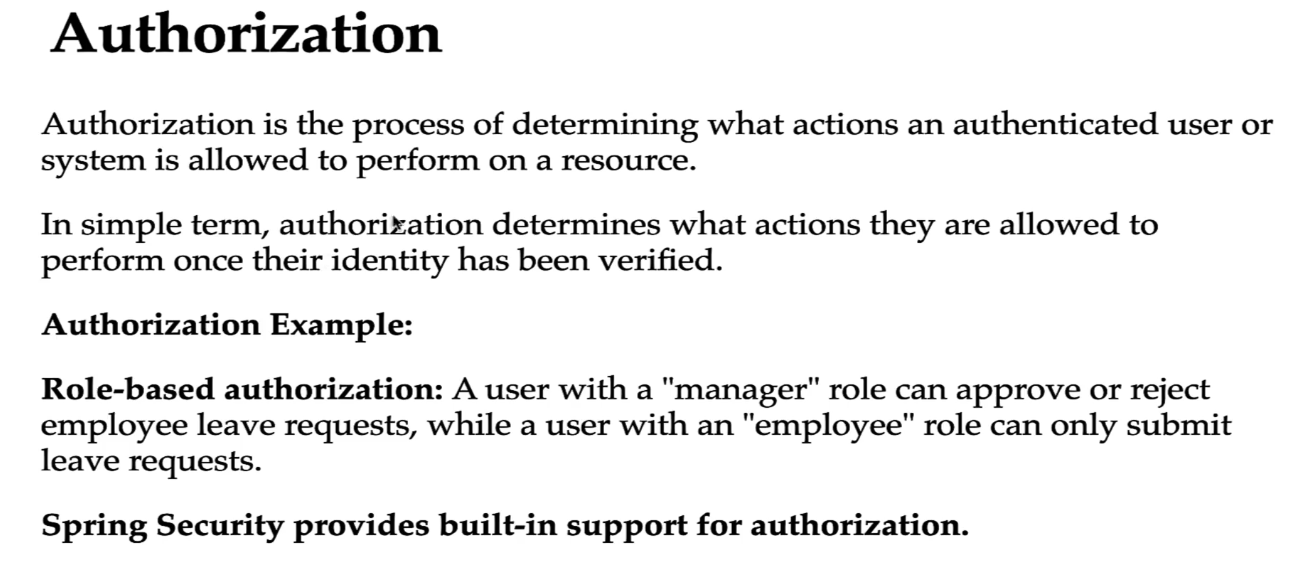 Authorization
Authorization is the process of determining what actions an authenticated user or
system is allowed to perform on a resource.
In simple term, authorization determines what actions they are allowed to
perform once their identity has been verified.
Authorization Example:
Role-based authorization: A user with a "manager" role can approve or reject
employee leave requests, while a user with an "employee" role can only submit
leave requests.
Spring Security provides built-in support for authorization.